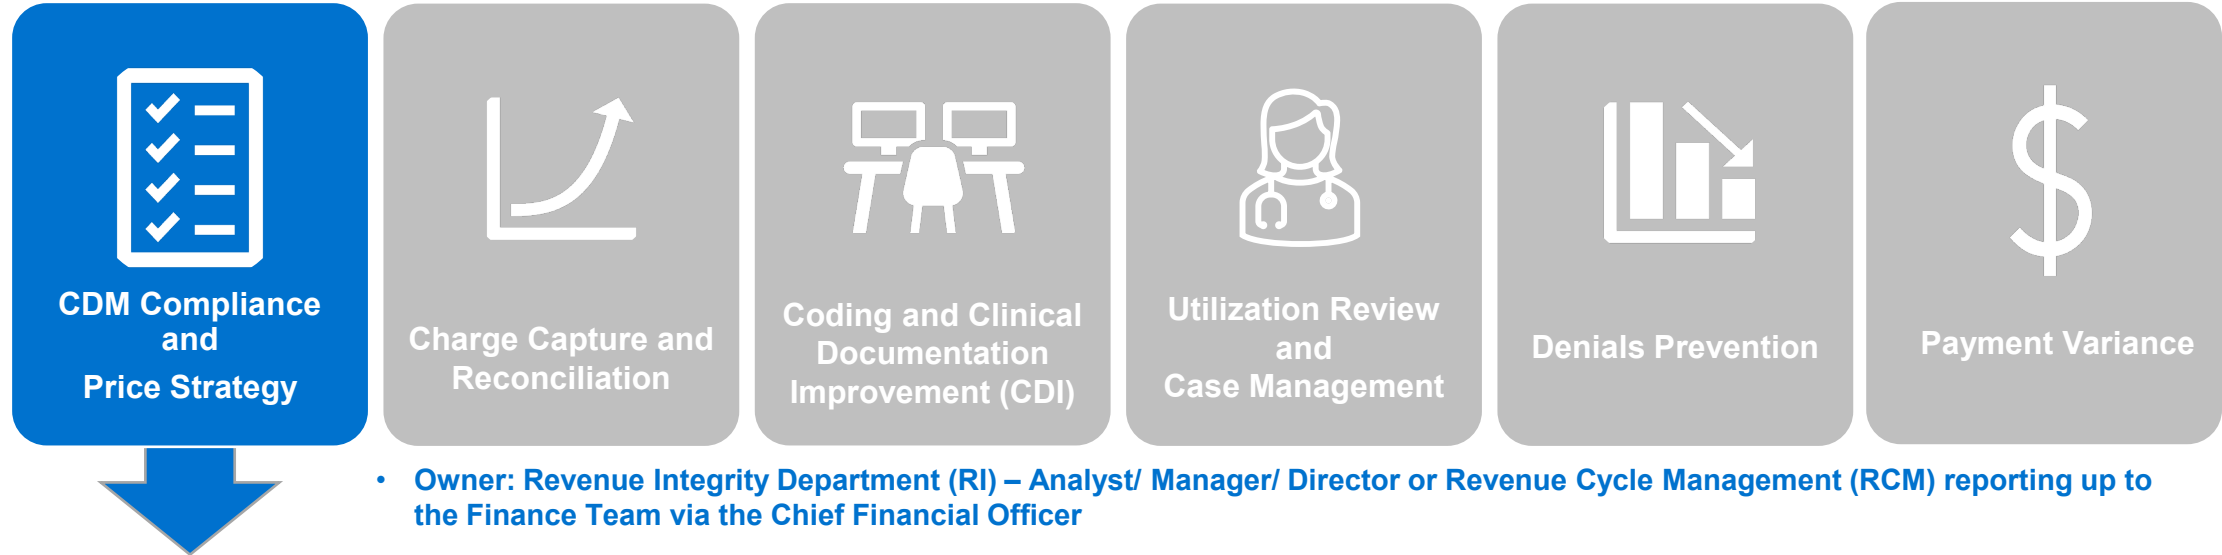 CDM Compliance
and
Price Strategy
Charge Capture and
Reconciliation
Coding and Clinical
Documentation
Improvement (CDI)
Utilization Review
and
Case Management
Denials Prevention
Payment Variance
• Owner: Revenue Integrity Department (RI) – Analyst/ Manager/ Director or Revenue Cycle Management (RCM) reporting up to
the Finance Team via the Chief Financial Officer